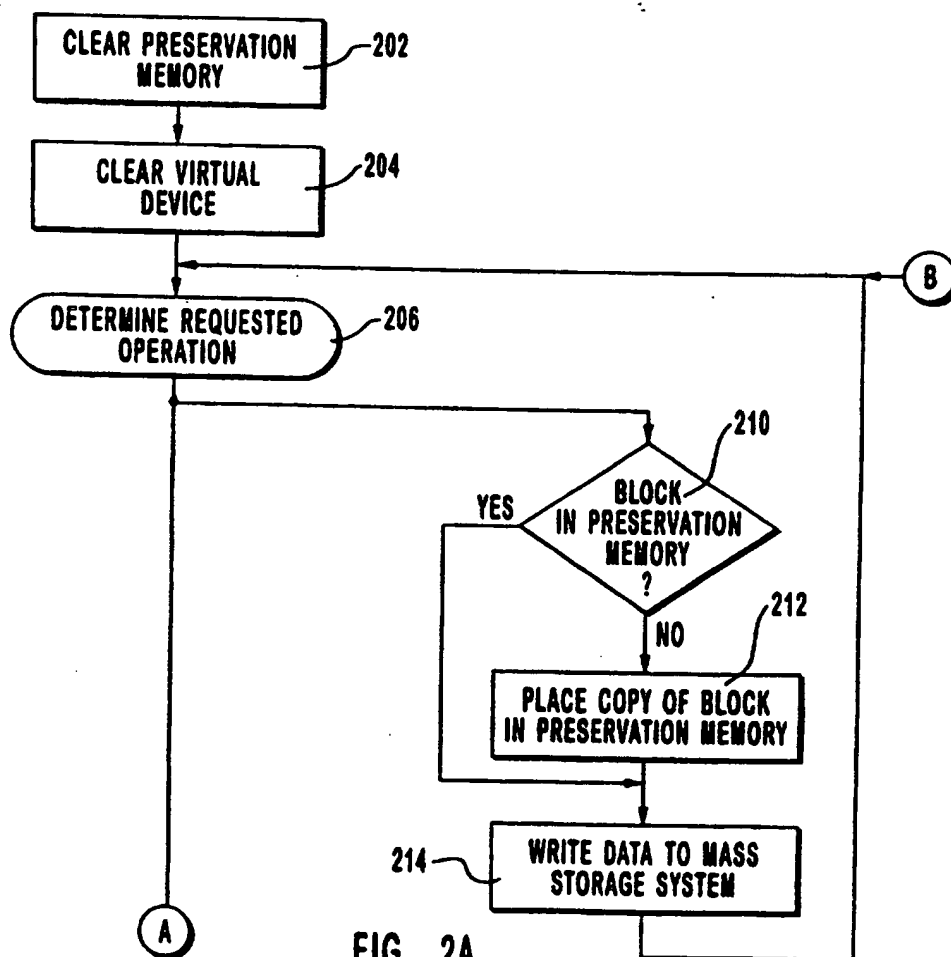 CLEAR PRESERVATION
MEMORY
202
CLEAR VIRTUAL
DEVICE
204
B
DETERMINE REQUESTED
OPERATION
206
210
YES
BLOCK
IN PRESERVATION
MEMORY
?
NO
212
PLACE COPY OF BLOCK
IN PRESERVATION MEMORY
214
WRITE DATA TO MASS
STORAGE SYSTEM
A
FIG. 2A